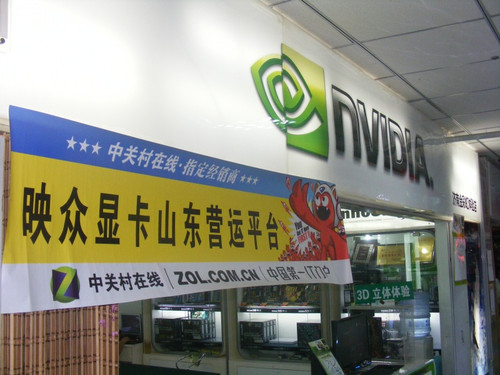 nVIDIA.
★★★ 中关村在线·指定经销商 ★★★
映众显卡山东营运平台
Z 中关村在线 | ZOL.COM.CN | 中国第一IT门户
3D 立体体验